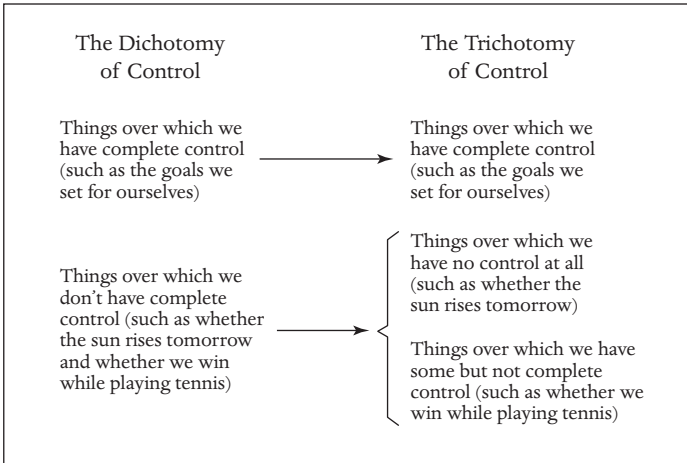 The Dichotomy
of Control
The Trichotomy
of Control
Things over which we
have complete control
(such as the goals we
set for ourselves)
Things over which we
have complete control
(such as the goals we
set for ourselves)
Things over which we
don't have complete
control (such as whether
the sun rises tomorrow
and whether we win
while playing tennis)
Things over which we
have no control at all
(such as whether the
sun rises tomorrow)
Things over which we have
some but not complete
control (such as whether we
win while playing tennis)